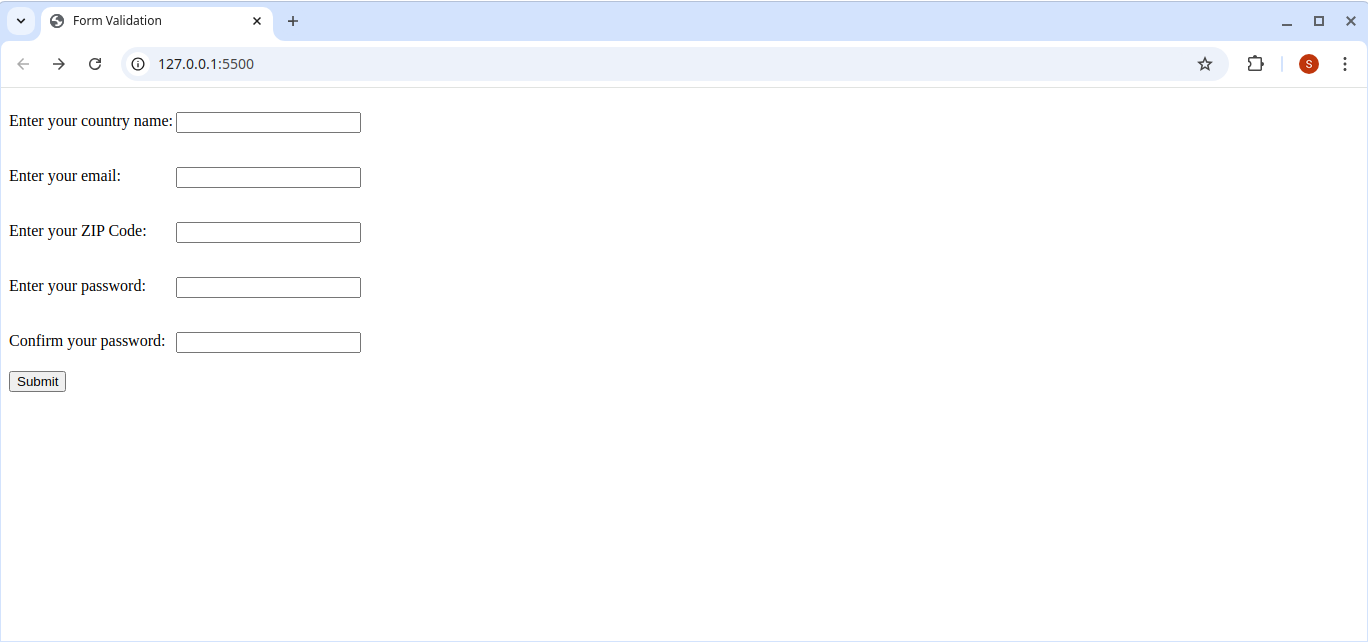 Form Validation
127.0.0.1:5500
S
Enter your country name:
Enter your email:
Enter your ZIP Code:
Enter your password:
Confirm your password:
Submit